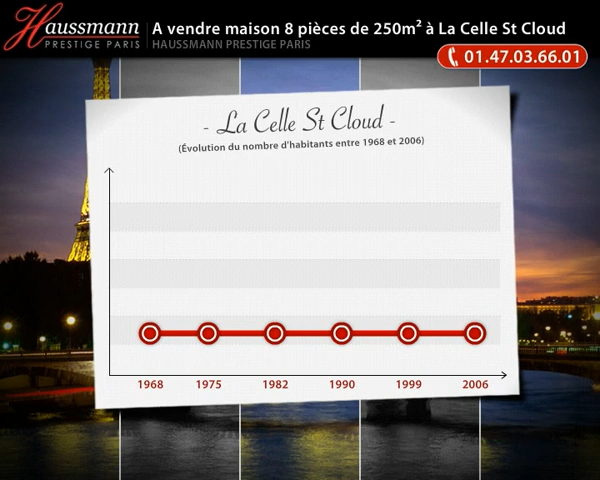 Haussmann
PRESTIGE PARIS
A vendre maison 8 pièces de 250m² à La Celle St Cloud
HAUSSMANN PRESTIGE PARIS
01.47.03.66.01
- La Celle St Cloud -
(Évolution du nombre d'habitants entre 1968 et 2006)
1968 1975 1982 1990 1999 2006